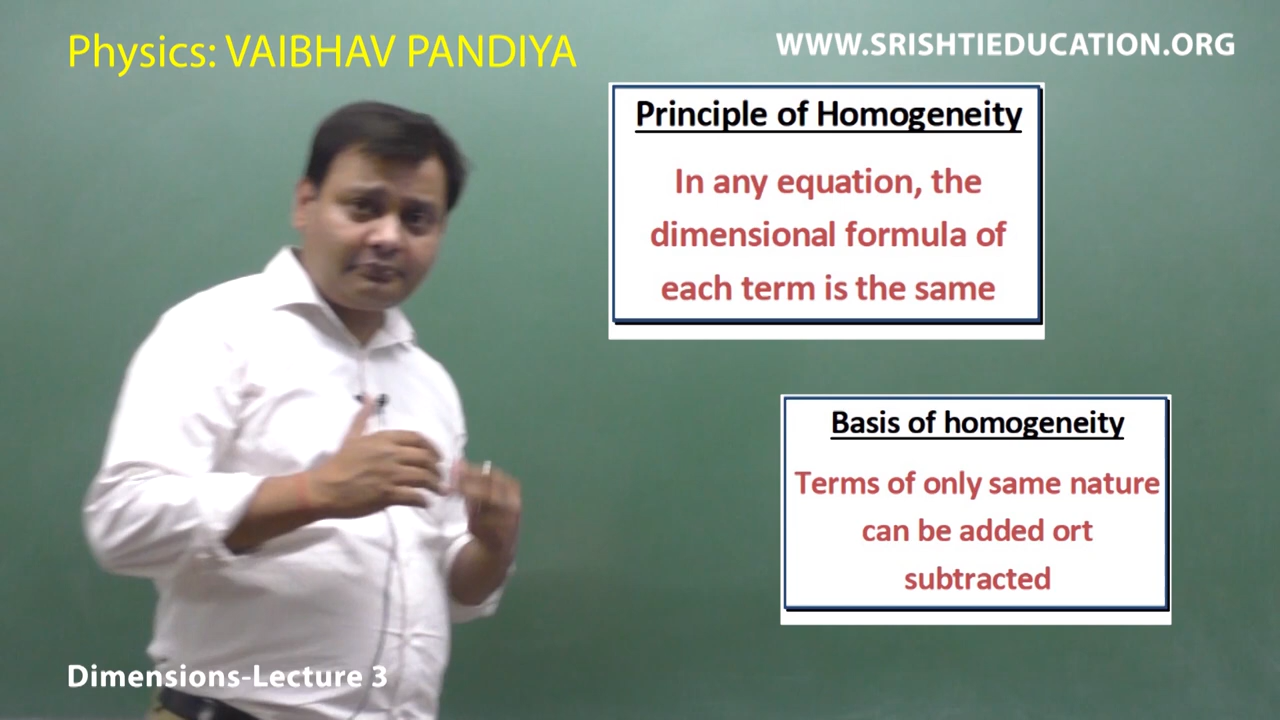 Physics: VAIBHAV PANDIYA
WWW.SRISHTIEDUCATION.ORG
Principle of Homogeneity
In any equation, the
dimensional formula of
each term is the same
Basis of homogeneity
Terms of only same nature
can be added ort
subtracted
Dimensions-Lecture 3